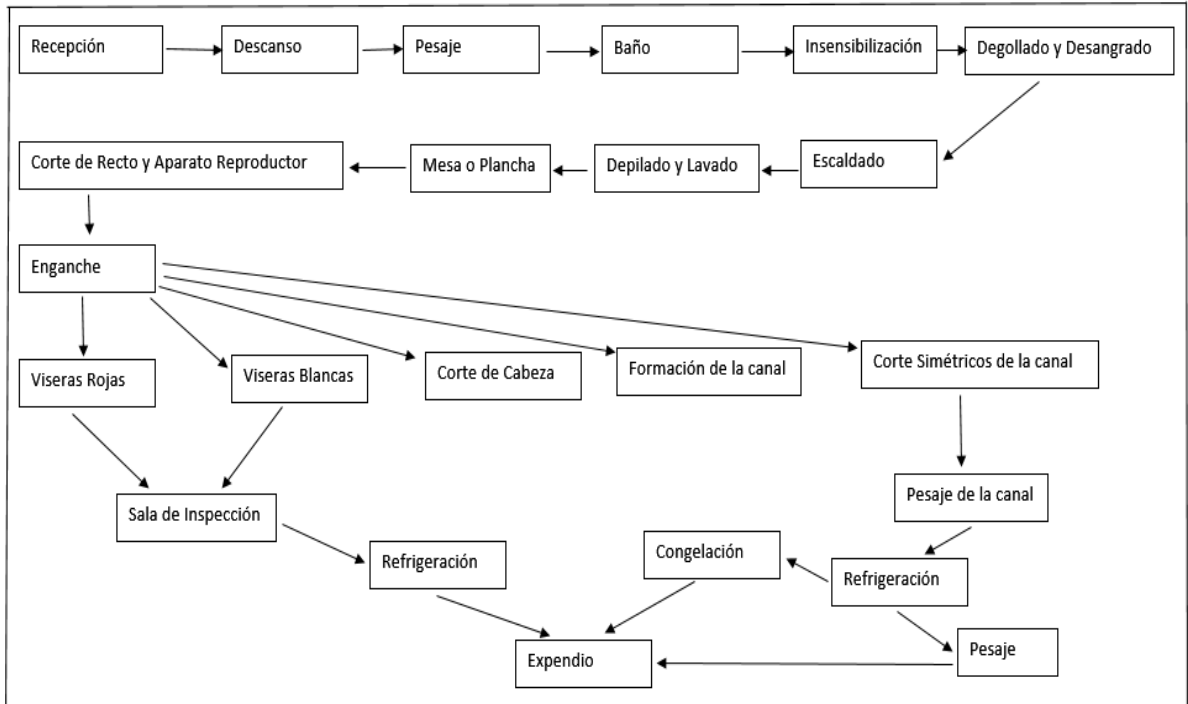 Recepción
Descanso
Pesaje
Baño
Insensibilización
Degollado y Desangrado
Corte de Recto y Aparato Reproductor
Mesa o Plancha
Depilado y Lavado
Escaldado
Enganche
Viseras Rojas
Viseras Blancas
Corte de Cabeza
Formación de la canal
Corte Simétricos de la canal
Sala de Inspección
Pesaje de la canal
Refrigeración
Congelación
Refrigeración
Expendio
Pesaje